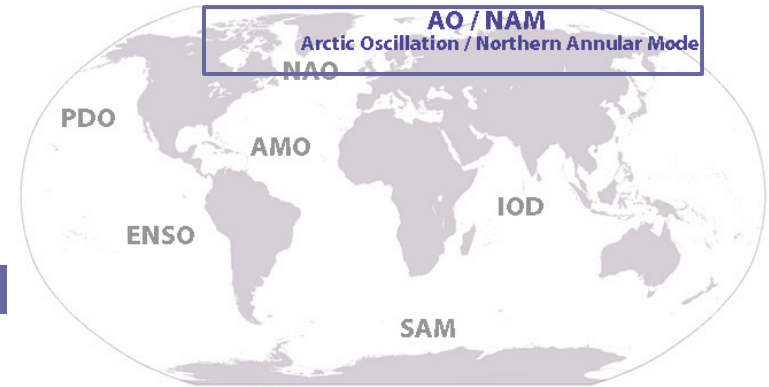 AO / NAM
Arctic Oscillation / Northern Annular Mode
NAO
PDO
AMO
IOD
ENSO
SAM